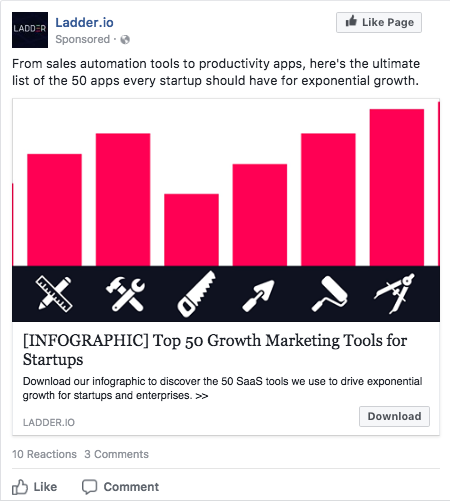 LADDER
Ladder.io
Like Page
Sponsored ·
From sales automation tools to productivity apps, here's the ultimate
list of the 50 apps every startup should have for exponential growth.
[INFOGRAPHIC] Top 50 Growth Marketing Tools for
Startups
Download our infographic to discover the 50 SaaS tools we use to drive exponential
growth for startups and enterprises. >>
Download
LADDER.IO
10 Reactions 3 Comments
Like Comment